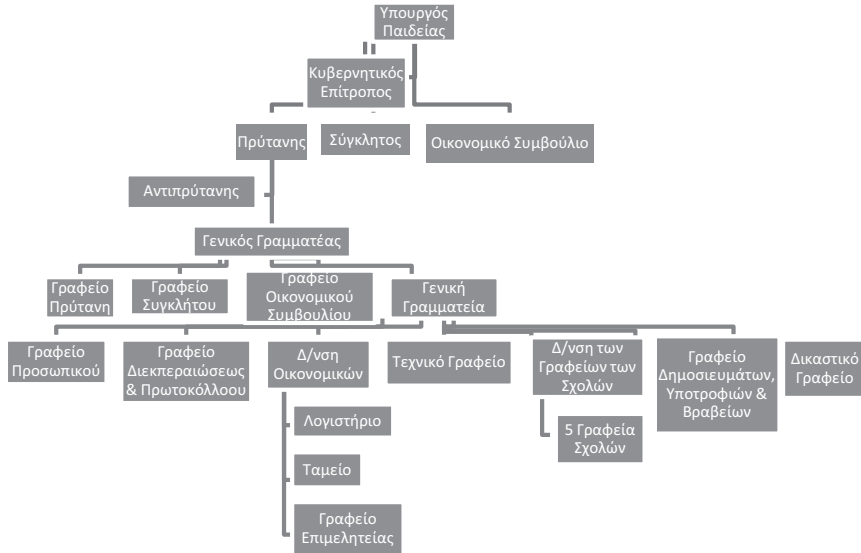 Υπουργός
Παιδείας
Κυβερνητικός
Επίτροπος
Πρύτανης
Σύγκλητος
Οικονομικό Συμβούλιο
Αντιπρύτανης
Γενικός Γραμματέας
Γραφείο
Πρύτανη
Γραφείο
Συγκλήτου
Γραφείο
Οικονομικού
Συμβουλίου
Γενική
Γραμματεία
Γραφείο
Προσωπικού
Γραφείο
Διεκπεραιώσεως
& Πρωτοκόλλοου
Δ/νση
Οικονομικών
Τεχνικό Γραφείο
Δ/νση των
Γραφείων των
Σχολών
Γραφείο
Δημοσιευμάτων,
Υποτροφιών &
Βραβείων
Δικαστικό
Γραφείο
Λογιστήριο
5 Γραφεία
Σχολών
Ταμείο
Γραφείο
Επιμελητείας